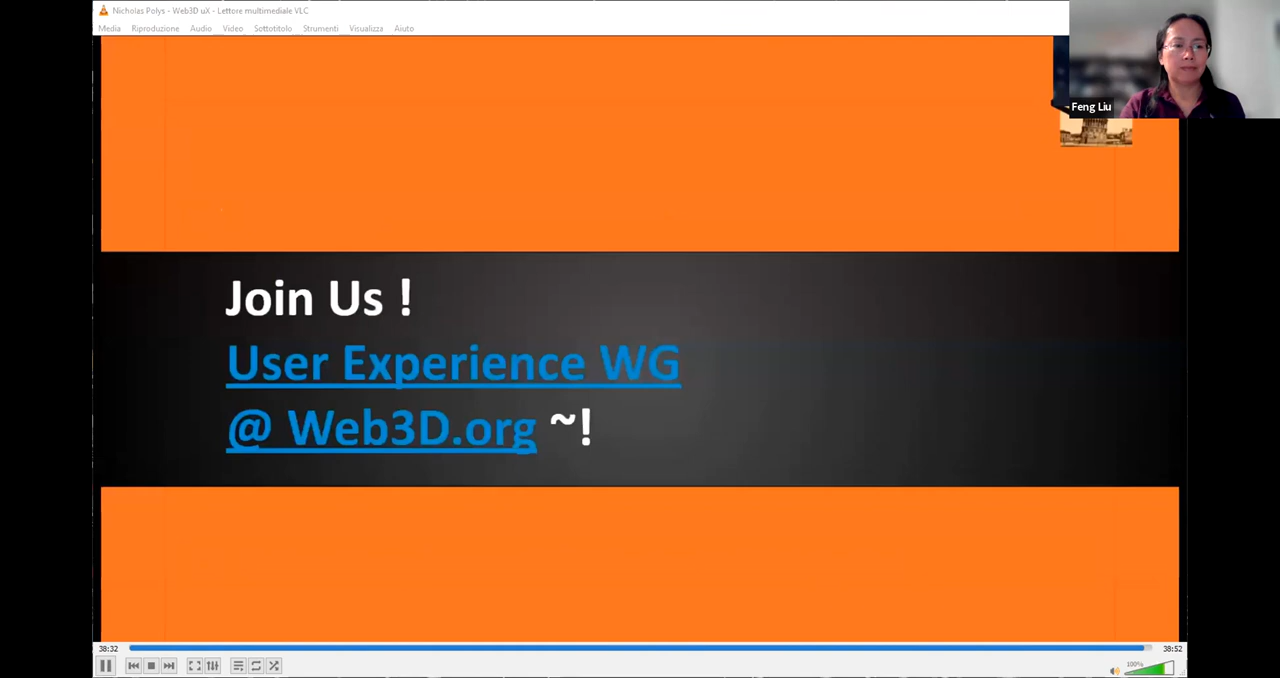 Nicholas Polys - Web3D uX - Lettore multimediale VLC
Media Riproduzione Audio Video Sottotitolo Strumenti Visualizza Aiuto
Feng Liu
Join Us !
User Experience WG
@ Web3D.org ~!
38:32
38:52
100%